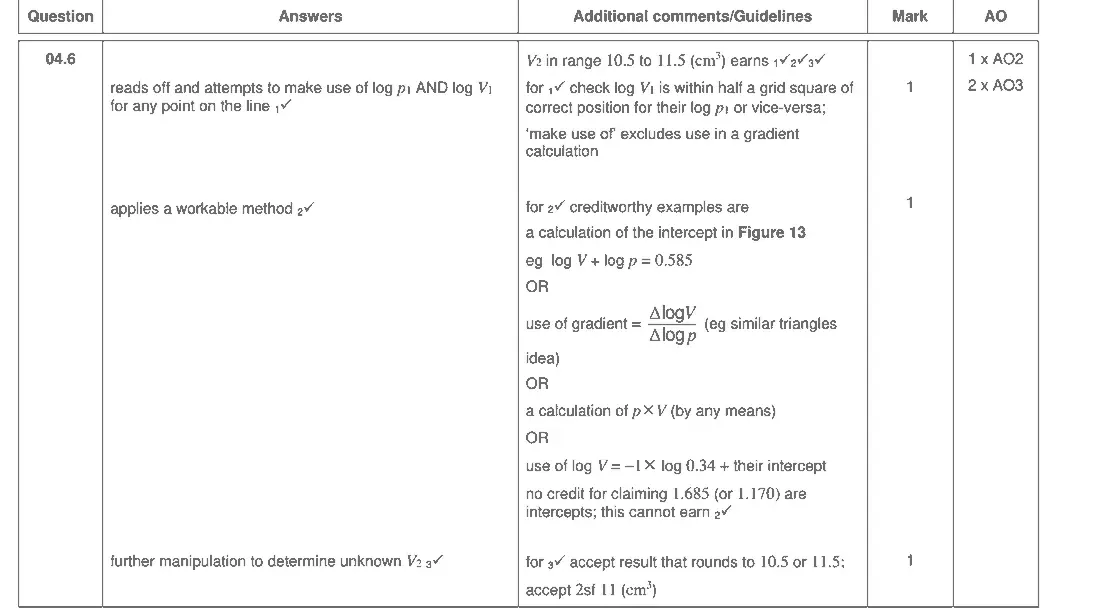 Question Answers Additional comments/Guidelines Mark AO
04.6 V2 in range 10.5 to 11.5 (cm³) earns 1✓2✓3✓ 1 x AO2
reads off and attempts to make use of log p1 AND log V1 for 1✓ check log V1 is within half a grid square of 1 2 x AO3
for any point on the line 1✓ correct position for their log p1 or vice-versa;
'make use of' excludes use in a gradient
calculation
applies a workable method 2✓ for 2✓ creditworthy examples are 1
a calculation of the intercept in Figure 13
eg log V + log p = 0.585
OR
use of gradient = ΔlogV / Δlog p (eg similar triangles
idea)
OR
a calculation of p × V (by any means)
OR
use of log V = −1 × log 0.34 + their intercept
no credit for claiming 1.685 (or 1.170) are
intercepts; this cannot earn 2✓
further manipulation to determine unknown V2 3✓ for 3✓ accept result that rounds to 10.5 or 11.5; 1
accept 2sf 11 (cm³)